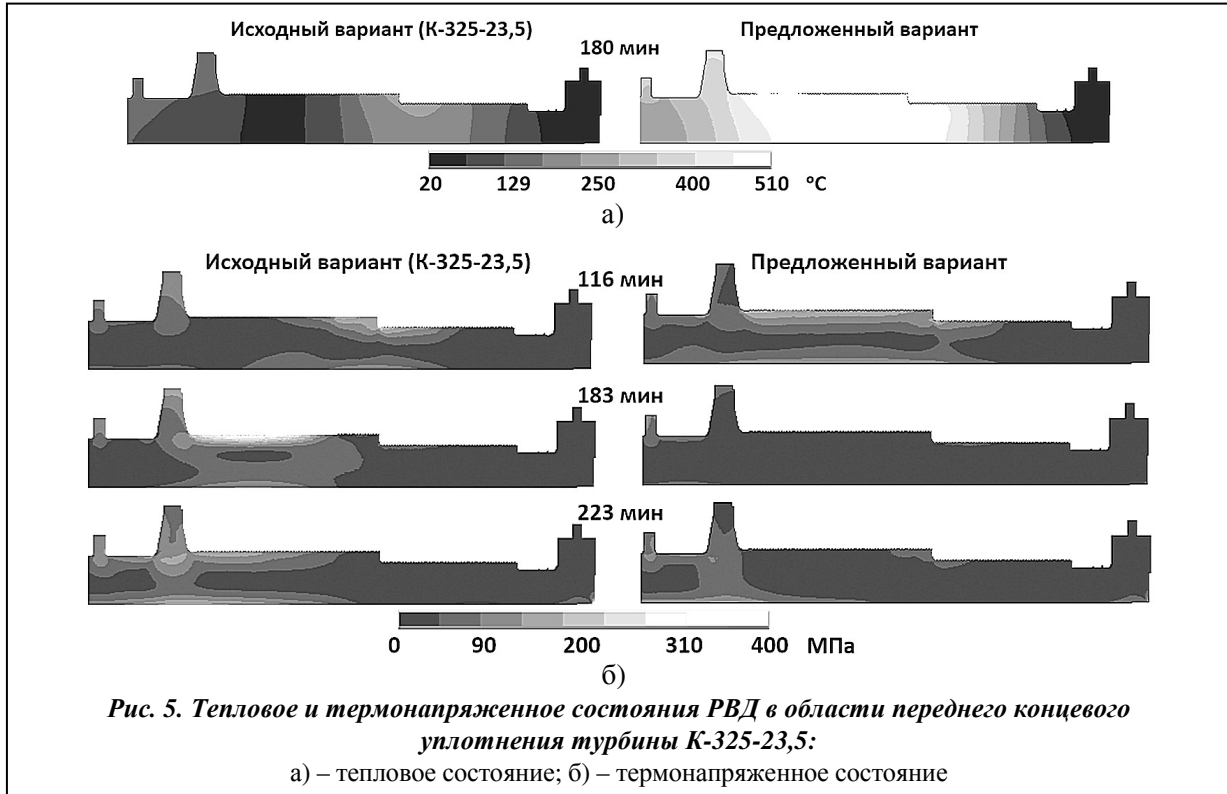 Исходный вариант (К-325-23,5) Предложенный вариант
180 мин
20 129 250 400 510 °С
а)
Исходный вариант (К-325-23,5) Предложенный вариант
116 мин
183 мин
223 мин
0 90 200 310 400 МПа
б)
Рис. 5. Тепловое и термонапряженное состояния РВД в области переднего концевого
уплотнения турбины К-325-23,5:
а) – тепловое состояние; б) – термонапряженное состояние